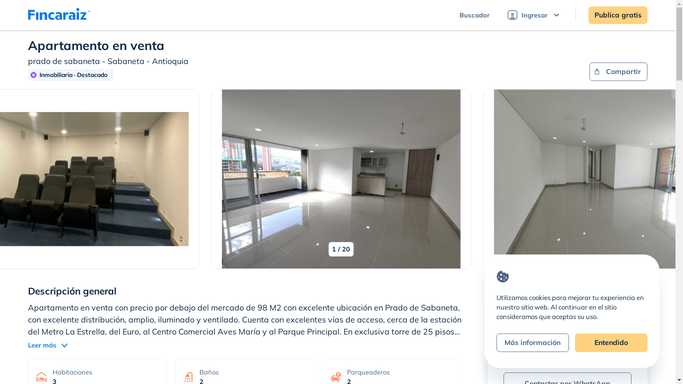 Fincaraiz
Buscador
Ingresar
Publica gratis
Apartamento en venta
prado de sabaneta - Sabaneta - Antioquia
Inmobiliaria · Destacado
Compartir
1 / 20
Descripción general
Apartamento en venta con precio por debajo del mercado de 98 M2 con excelente ubicación en Prado de Sabaneta,
con excelente distribución, amplio, iluminado y ventilado. Cuenta con excelentes vías de acceso, cerca de la estación
del Metro La Estrella, del Euro, al Centro Comercial Aves María y al Parque Principal. En exclusiva torre de 25 pisos...
Leer más
Habitaciones
3
Baños
2
Parqueaderos
2
Utilizamos cookies para mejorar tu experiencia en
nuestro sitio web. Al continuar en el sitio
consideramos que aceptas su uso.
Más información
Entendido
Contactar por WhatsApp